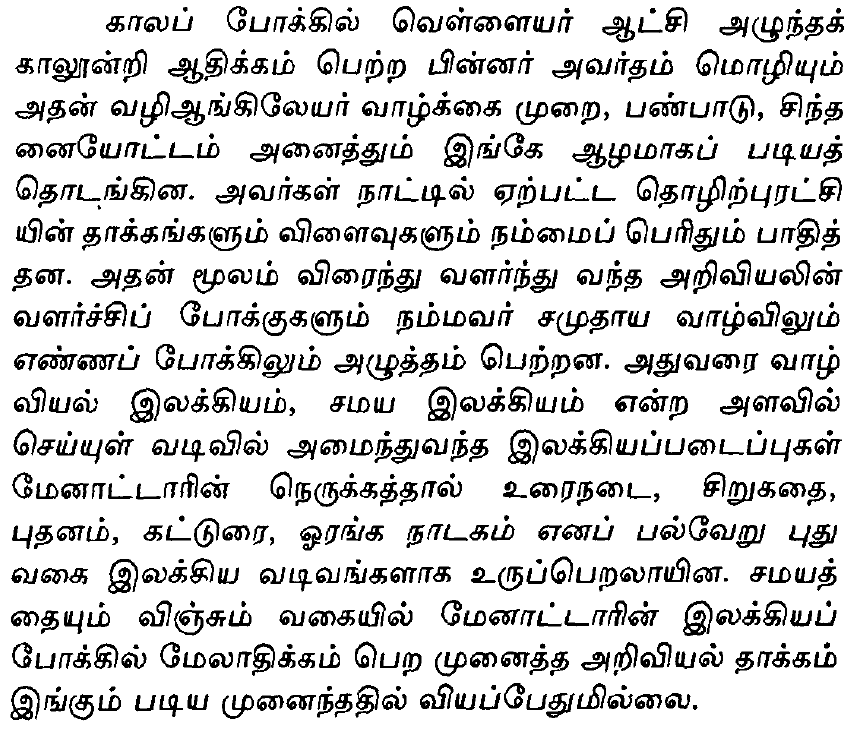 காலப் போக்கில் வெள்ளையர் ஆட்சி அழுந்தக்
காலூன்றி ஆதிக்கம் பெற்ற பின்னர் அவர்தம் மொழியும்
அதன் வழிஆங்கிலேயர் வாழ்க்கை முறை, பண்பாடு, சிந்த
னையோட்டம் அனைத்தும் இங்கே ஆழமாகப் படியத்
தொடங்கின. அவர்கள் நாட்டில் ஏற்பட்ட தொழிற்புரட்சி
யின் தாக்கங்களும் விளைவுகளும் நம்மைப் பெரிதும் பாதித்
தன. அதன் மூலம் விரைந்து வளர்ந்து வந்த அறிவியலின்
வளர்ச்சிப் போக்குகளும் நம்மவர் சமுதாய வாழ்விலும்
எண்ணப் போக்கிலும் அழுத்தம் பெற்றன. அதுவரை வாழ்
வியல் இலக்கியம், சமய இலக்கியம் என்ற அளவில்
செய்யுள் வடிவில் அமைந்துவந்த இலக்கியப்படைப்புகள்
மேனாட்டாரின் நெருக்கத்தால் உரைநடை, சிறுகதை,
புதனம், கட்டுரை, ஓரங்க நாடகம் எனப் பல்வேறு புது
வகை இலக்கிய வடிவங்களாக உருப்பெறலாயின. சமயத்
தையும் விஞ்சும் வகையில் மேனாட்டாரின் இலக்கியப்
போக்கில் மேலாதிக்கம் பெற முனைத்த அறிவியல் தாக்கம்
இங்கும் படிய முனைந்ததில் வியப்பேதுமில்லை.